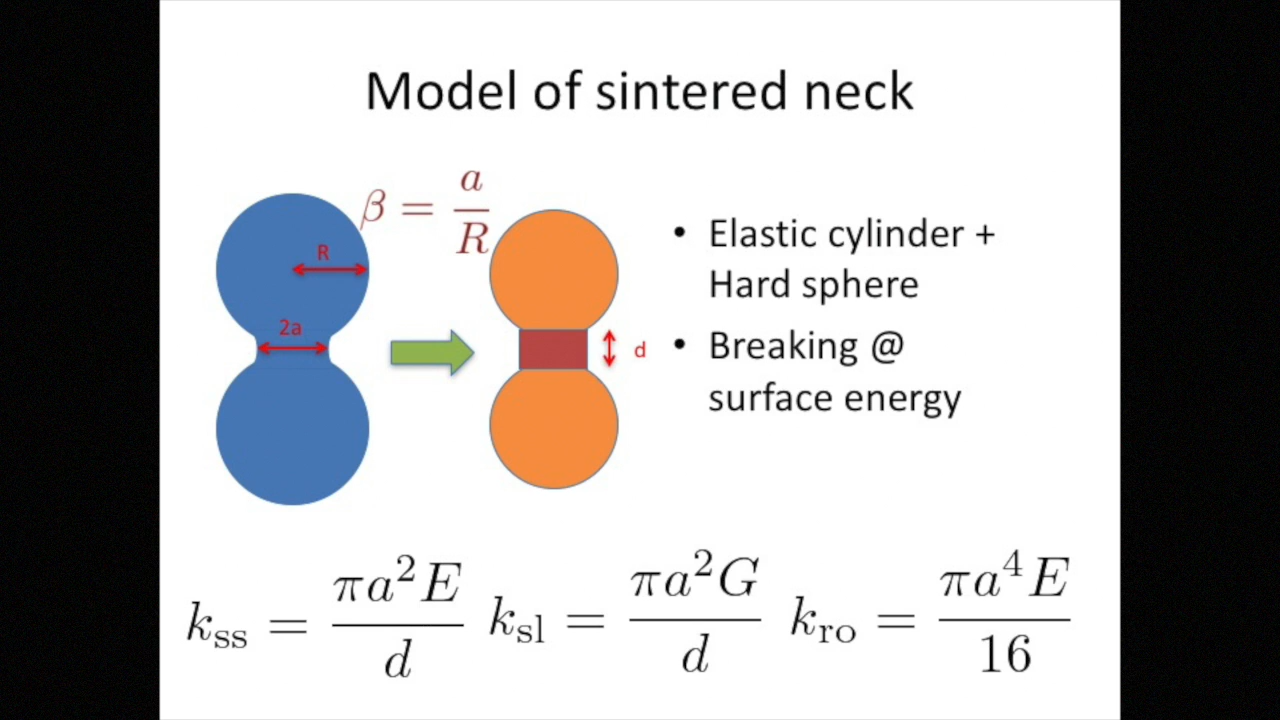 Model of sintered neck
β = a/R
R
2a
d
• Elastic cylinder +
Hard sphere
• Breaking @
surface energy
k_ss = πa²E/d
k_sl = πa²G/d
k_ro = πa⁴E/16